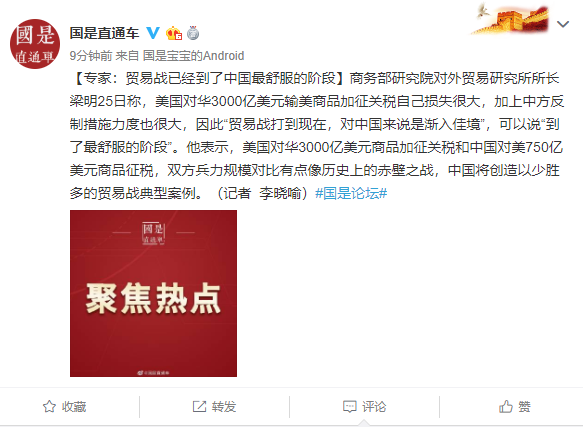 國是
直通車
国是直通车
9分钟前 来自 国是宝宝的Android
【专家：贸易战已经到了中国最舒服的阶段】商务部研究院对外贸易研究所所长
梁明25日称，美国对华3000亿美元输美商品加征关税自己损失很大，加上中方反
制措施力度也很大，因此“贸易战打到现在，对中国来说是渐入佳境”，可以说“到
了最舒服的阶段”。他表示，美国对华3000亿美元商品加征关税和中国对美750亿
美元商品征税，双方兵力规模对比有点像历史上的赤壁之战，中国将创造以少胜
多的贸易战典型案例。（记者 李晓喻）#国是论坛#
國是
直通車
聚焦热点
@国是直通车
收藏
转发
评论
赞